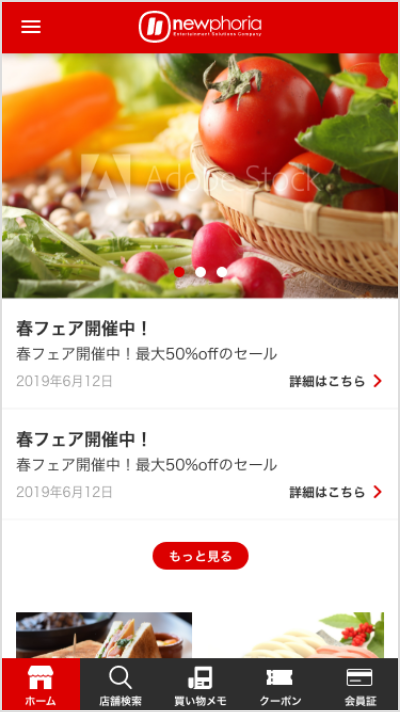 newphoria
Entertainment Solutions Company
Adobe Stock
春フェア開催中！
春フェア開催中！最大50%offのセール
2019年6月12日
詳細はこちら
春フェア開催中！
春フェア開催中！最大50%offのセール
2019年6月12日
詳細はこちら
もっと見る
ホーム
店舗検索
買い物メモ
クーポン
会員証